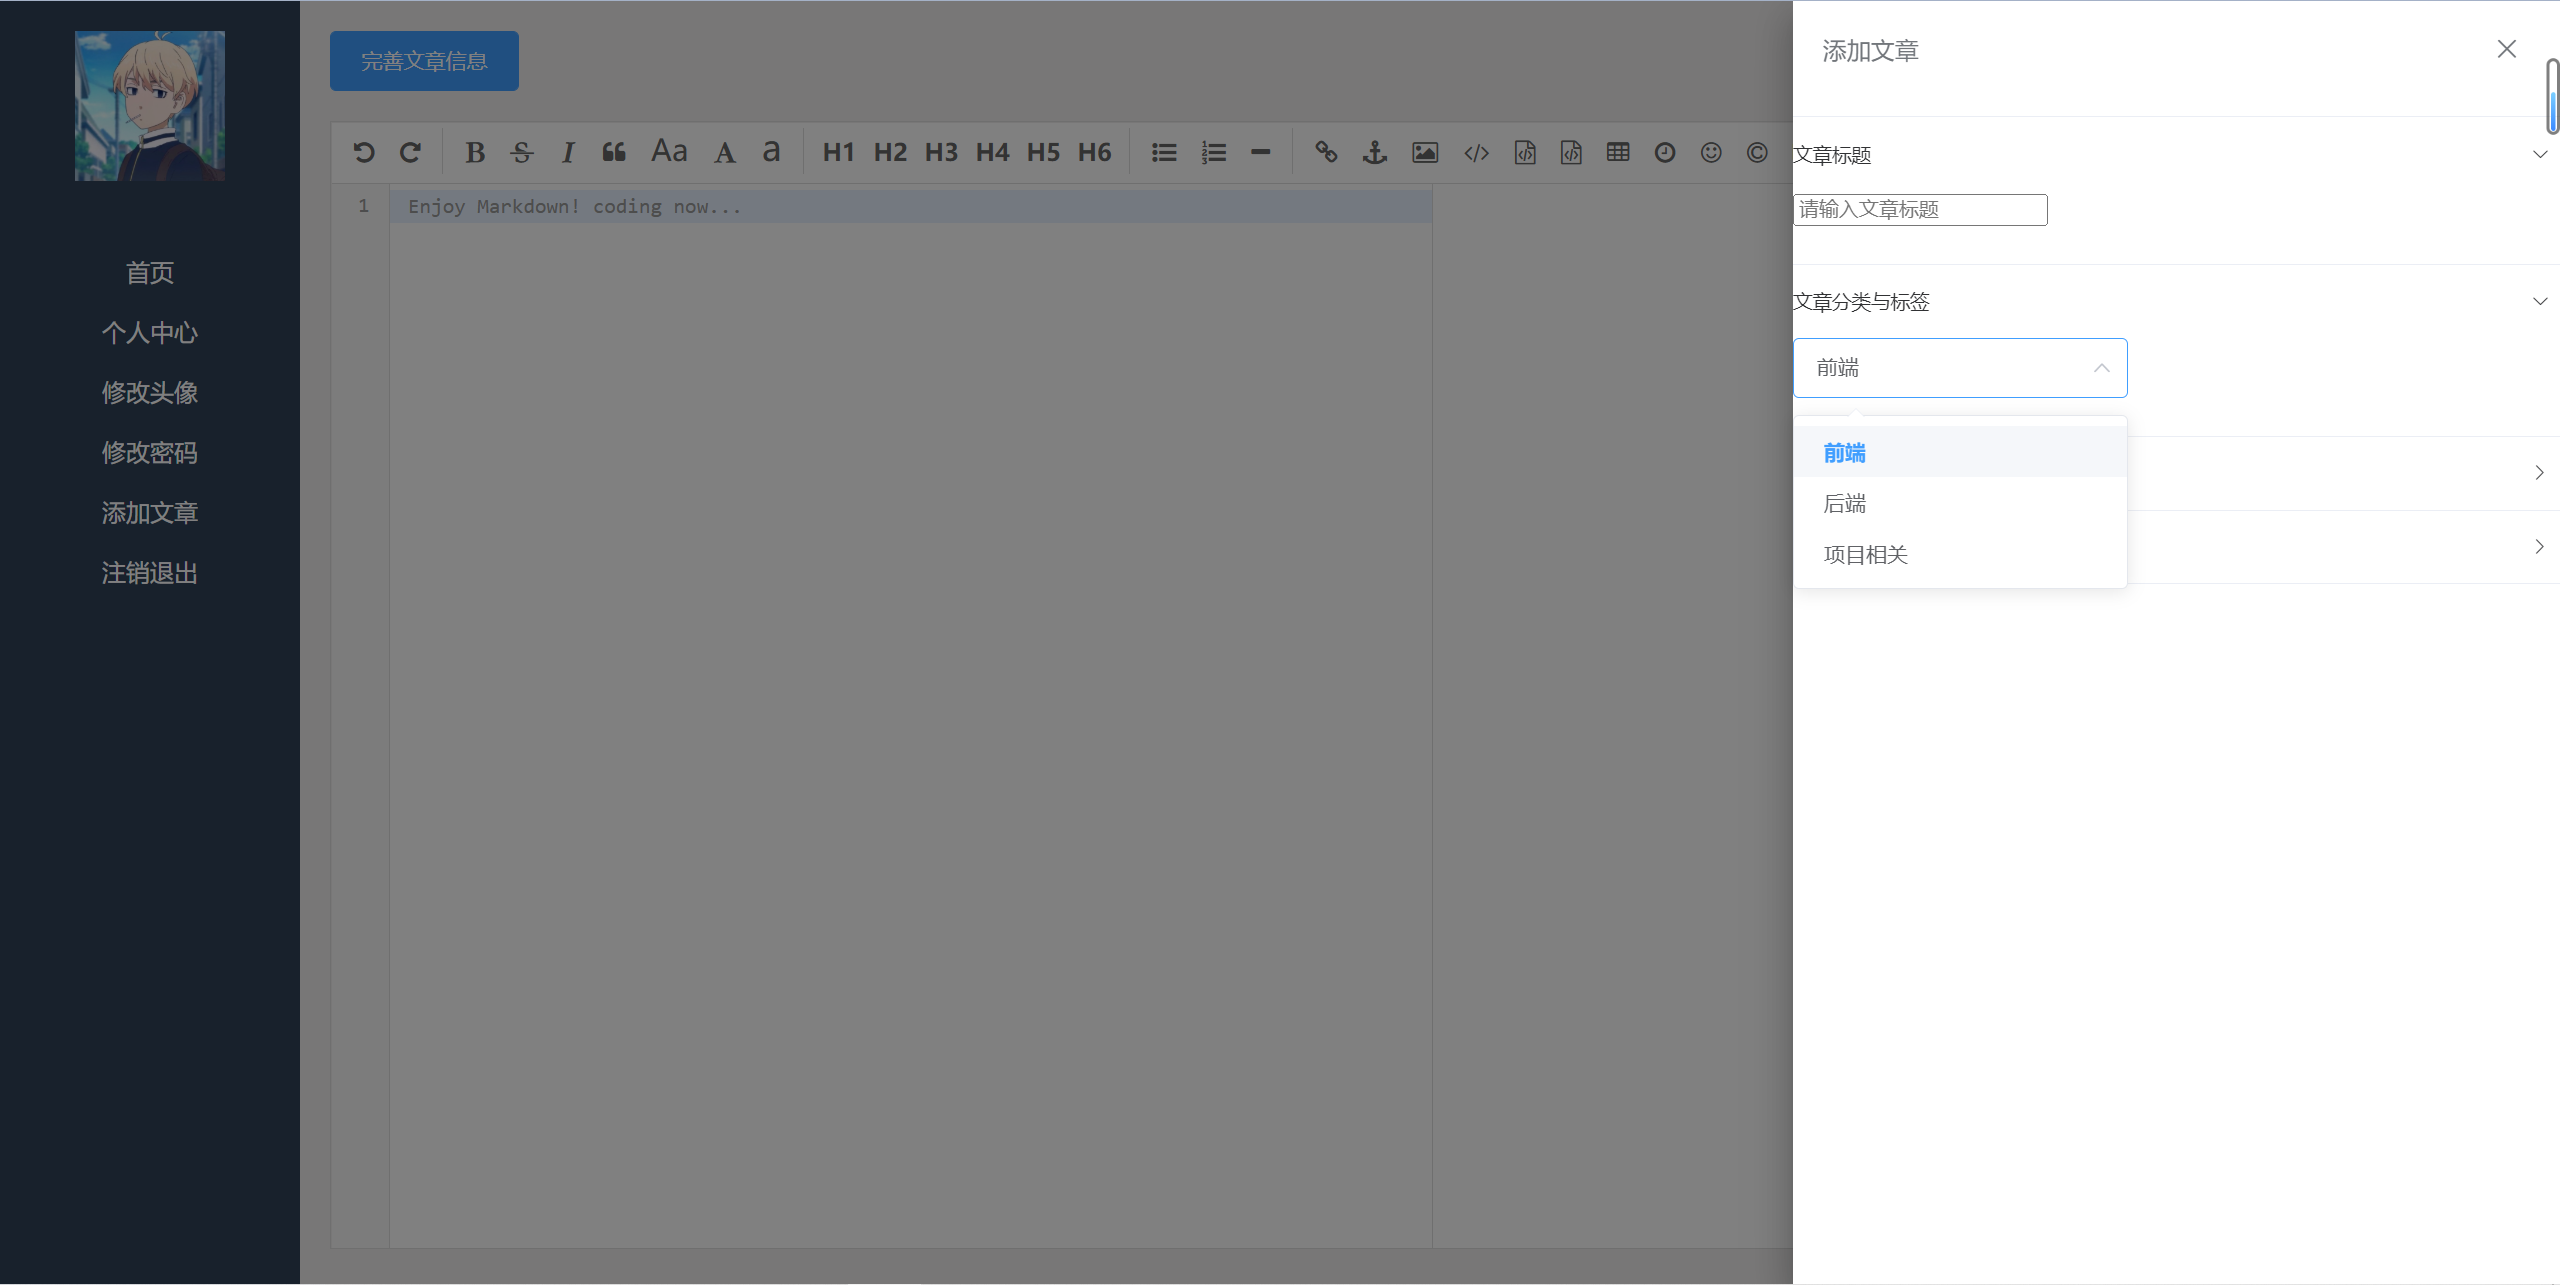 首页
个人中心
修改头像
修改密码
添加文章
注销退出
完善文章信息
B S I Aa A a H1 H2 H3 H4 H5 H6
1
Enjoy Markdown! coding now...
添加文章
文章标题
请输入文章标题
文章分类与标签
前端
前端
后端
项目相关